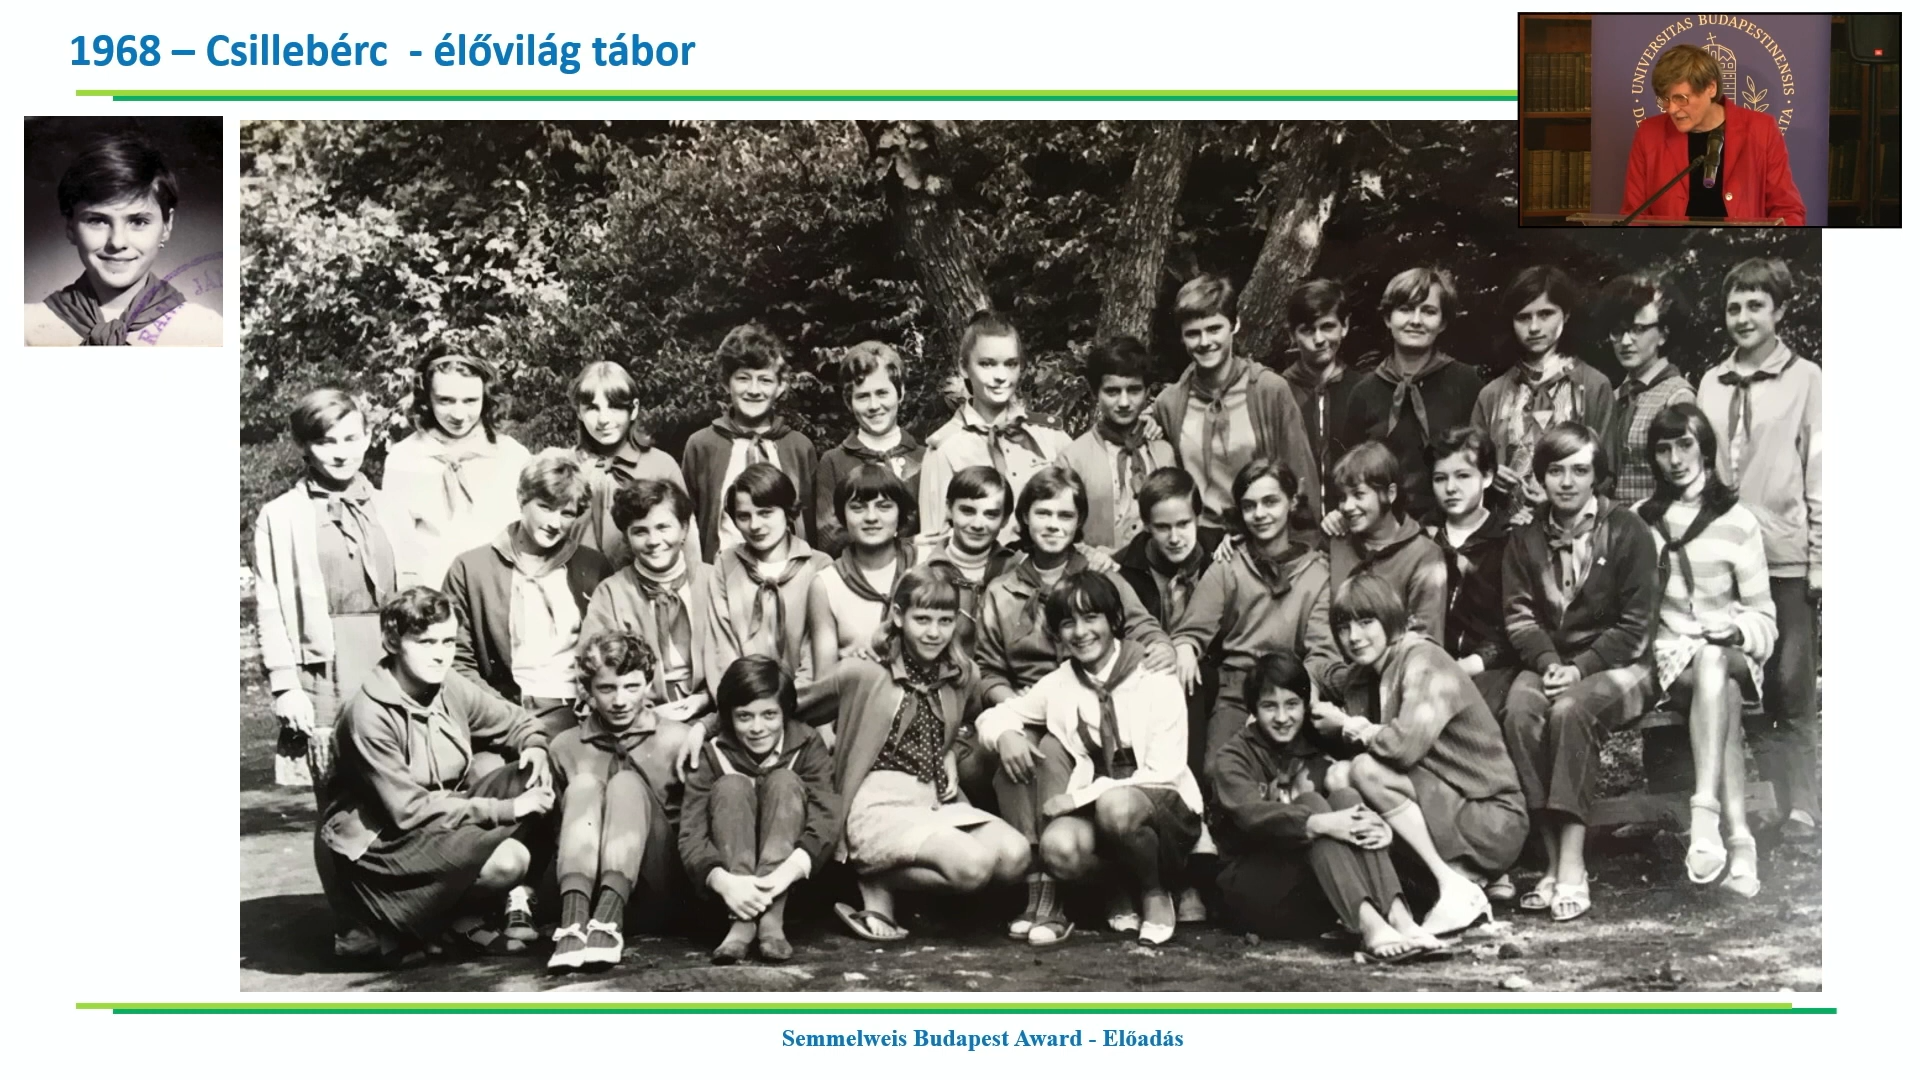 1968 – Csillebérc - élővilág tábor
UNIVERSITAS BUDAPESTINENSIS
Semmelweis Budapest Award - Előadás